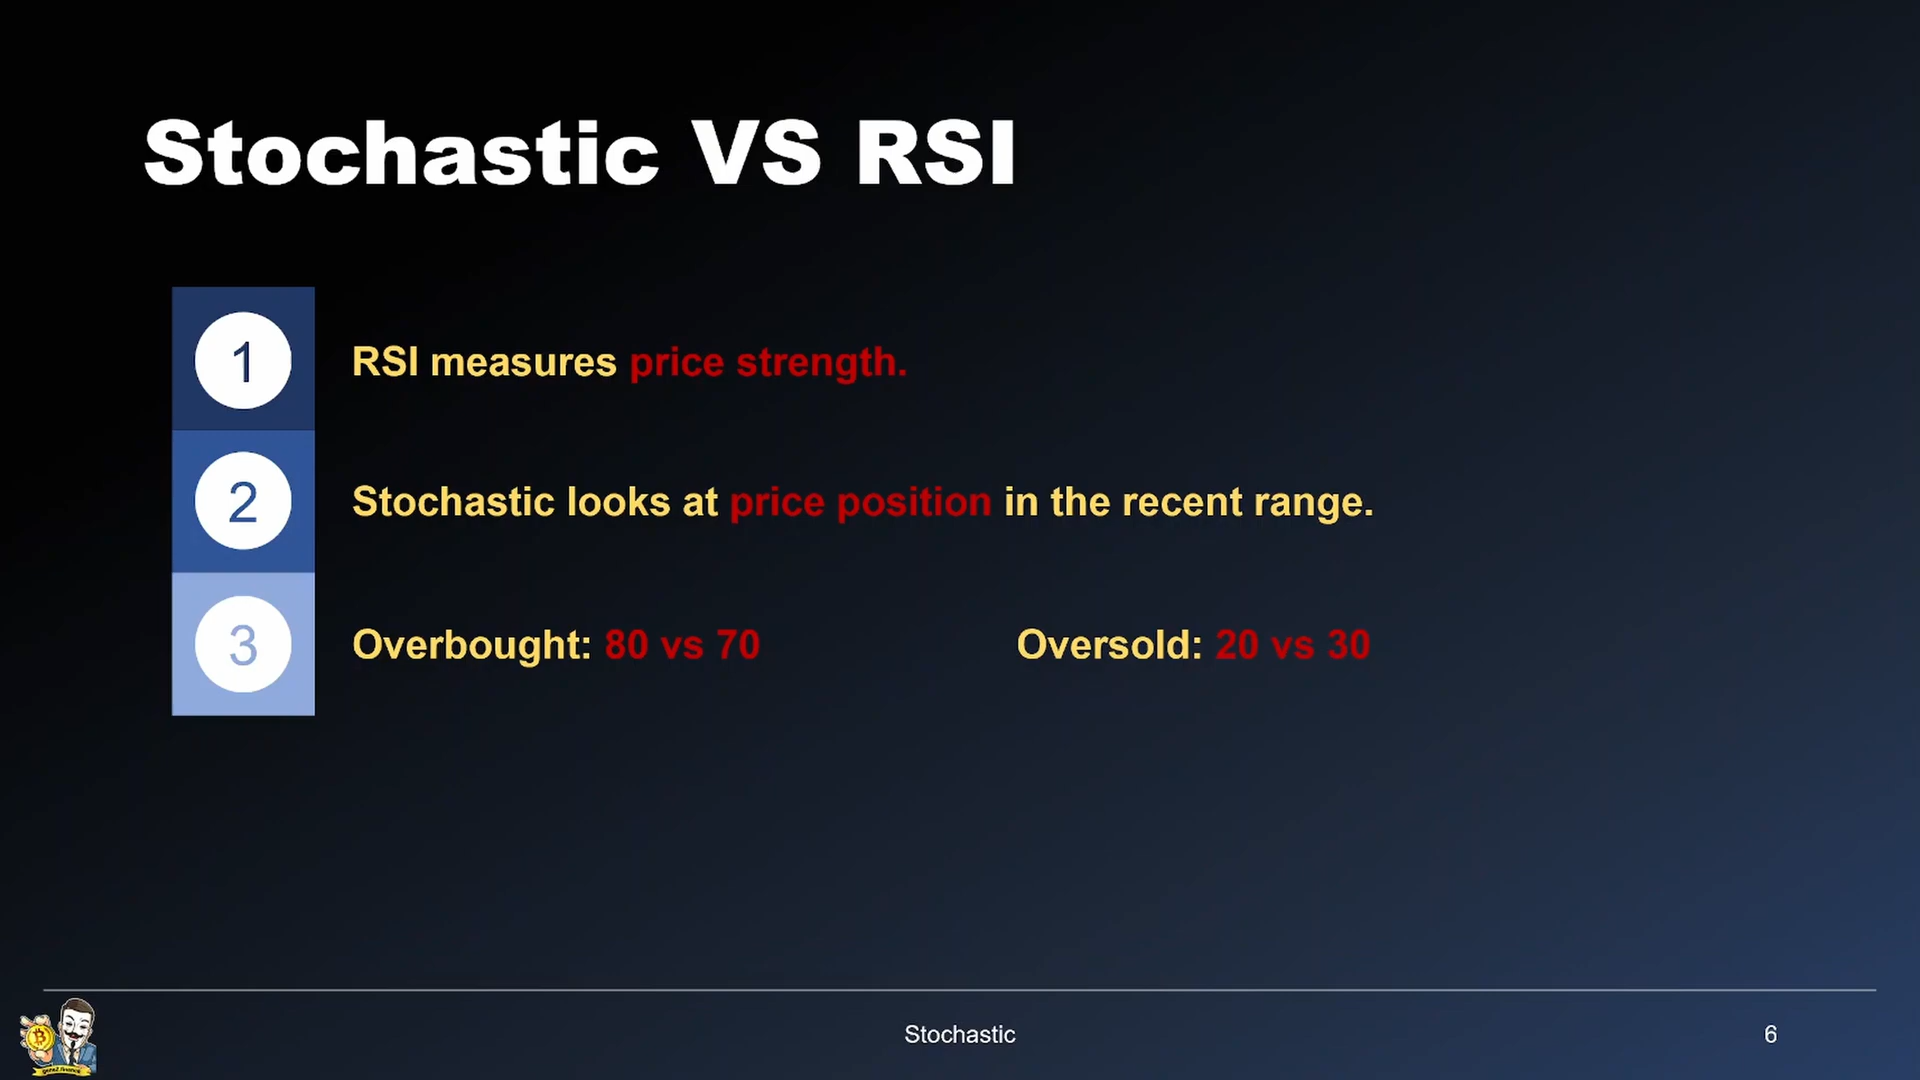 Stochastic VS RSI
1
RSI measures price strength.
2
Stochastic looks at price position in the recent range.
3
Overbought: 80 vs 70 Oversold: 20 vs 30
Stochastic
6